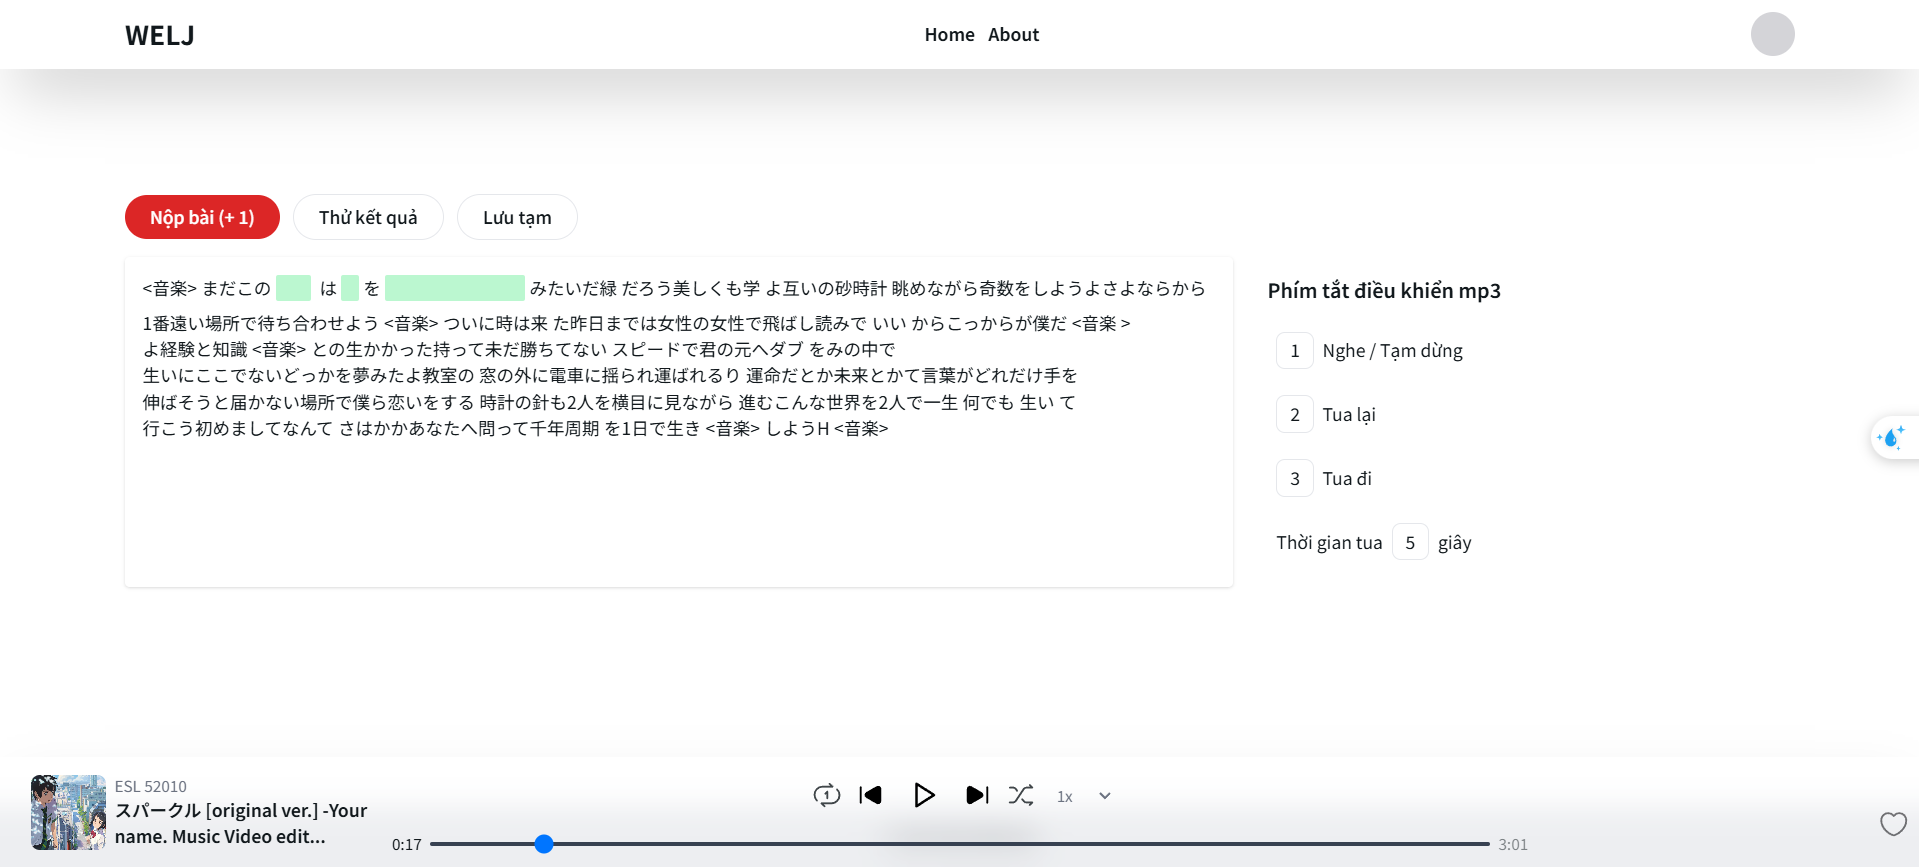 WELJ
Home About
Nộp bài (+ 1) Thử kết quả Lưu tạm
<音楽> まだこの は を みたいだ緑 だろう美しくも学 よ互いの砂時計 眺めながら奇数をしようよさよならから
1番遠い場所で待ち合わせよう <音楽> ついに時は来 た昨日までは女性の女性で飛ばし読みで いい からこっからが僕だ <音楽 >
よ経験と知識 <音楽> との生かかった持って未だ勝ちてない スピードで君の元へダブ をみの中で
生いにここでないどっかを夢みたよ教室の 窓の外に電車に揺られ運ばれるり 運命だとか未来とかて言葉がどれだけ手を
伸ばそうと届かない場所で僕ら恋いをする 時計の針も2人を横目に見ながら 進むこんな世界を2人で一生 何でも 生い て
行こう初めましてなんて さはかかあなたへ問って千年周期 を1日で生き <音楽> しようH <音楽>
Phím tắt điều khiển mp3
1 Nghe / Tạm dừng
2 Tua lại
3 Tua đi
Thời gian tua 5 giây
ESL 52010
スパークル [original ver.] -Your
name. Music Video edit...
1
1x
0:17
3:01